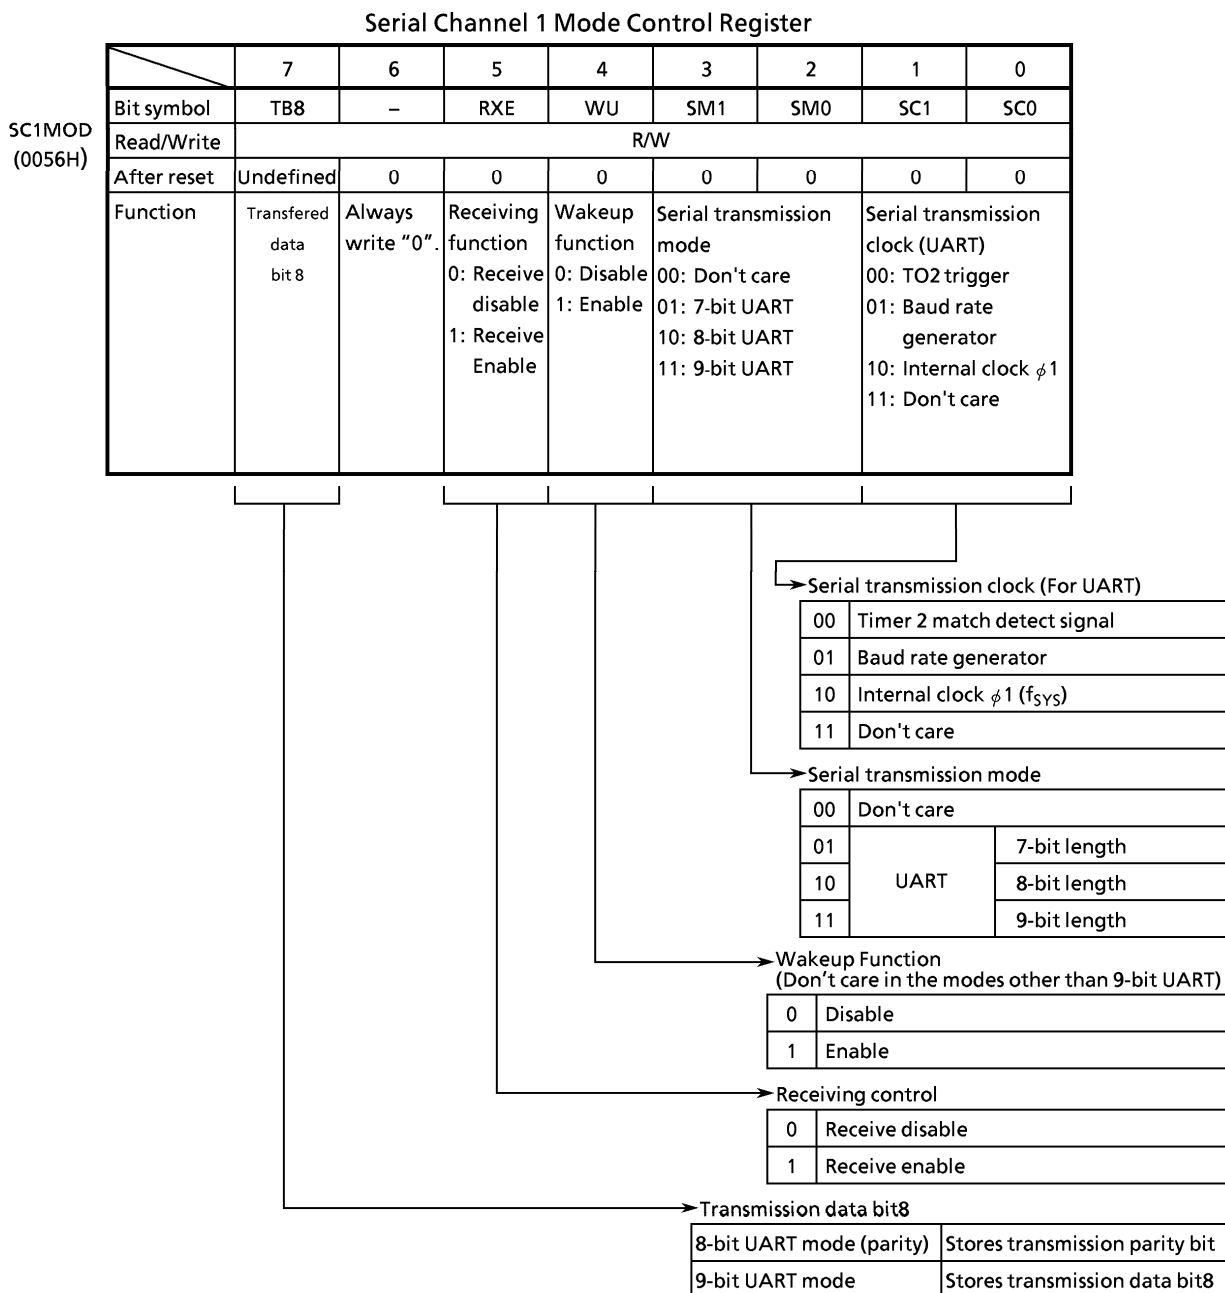 Serial Channel 1 Mode Control Register
7 6 5 4 3 2 1 0
SC1MOD
(0056H)
Bit symbol TB8 – RXE WU SM1 SM0 SC1 SC0
Read/Write R/W
After reset Undefined 0 0 0 0 0 0 0
Function
Transfered
data
bit 8
Always
write “0”.
Receiving
function
0: Receive
disable
1: Receive
Enable
Wakeup
function
0: Disable
1: Enable
Serial transmission
mode
00: Don't care
01: 7-bit UART
10: 8-bit UART
11: 9-bit UART
Serial transmission
clock (UART)
00: TO2 trigger
01: Baud rate
generator
10: Internal clock ϕ1
11: Don't care
Serial transmission clock (For UART)
00 Timer 2 match detect signal
01 Baud rate generator
10 Internal clock ϕ1 (fSYS)
11 Don't care
Serial transmission mode
00 Don't care
01 UART 7-bit length
10 8-bit length
11 9-bit length
Wakeup Function
(Don’t care in the modes other than 9-bit UART)
0 Disable
1 Enable
Receiving control
0 Receive disable
1 Receive enable
Transmission data bit8
8-bit UART mode (parity) Stores transmission parity bit
9-bit UART mode Stores transmission data bit8